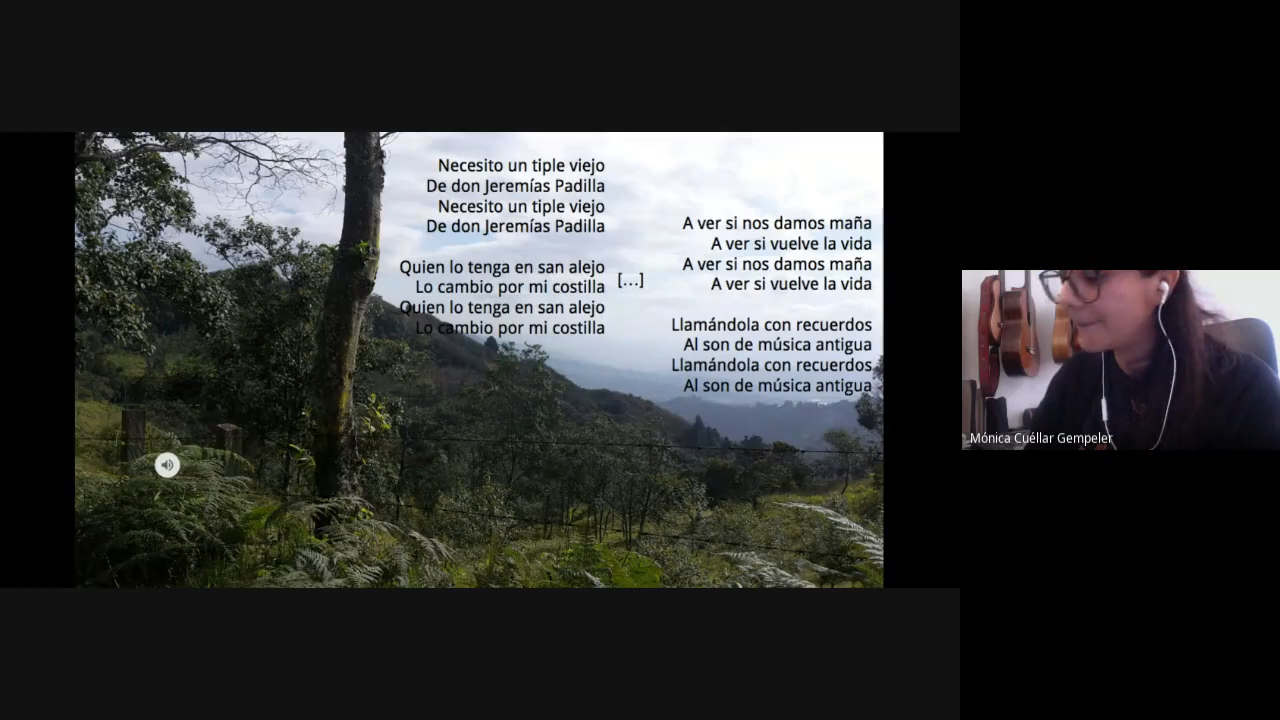 Necesito un tiple viejo
De don Jeremías Padilla
Necesito un tiple viejo
De don Jeremías Padilla
Quien lo tenga en san alejo
Lo cambio por mi costilla
Quien lo tenga en san alejo
Lo cambio por mi costilla
[...]
A ver si nos damos maña
A ver si vuelve la vida
A ver si nos damos maña
A ver si vuelve la vida
Llamándola con recuerdos
Al son de música antigua
Llamándola con recuerdos
Al son de música antigua
Mónica Cuéllar Gempeler